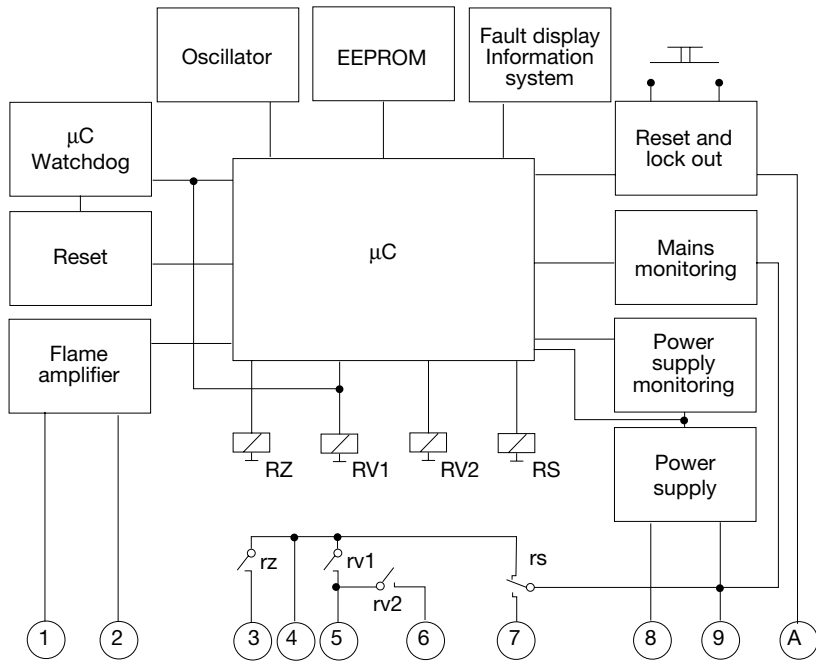 Oscillator
EEPROM
Fault display
Information
system
μC
Watchdog
Reset and
lock out
Reset
μC
Mains
monitoring
Flame
amplifier
Power
supply
monitoring
RZ
RV1
RV2
RS
Power
supply
rz
rv1
rv2
rs
1
2
3
4
5
6
7
8
9
A